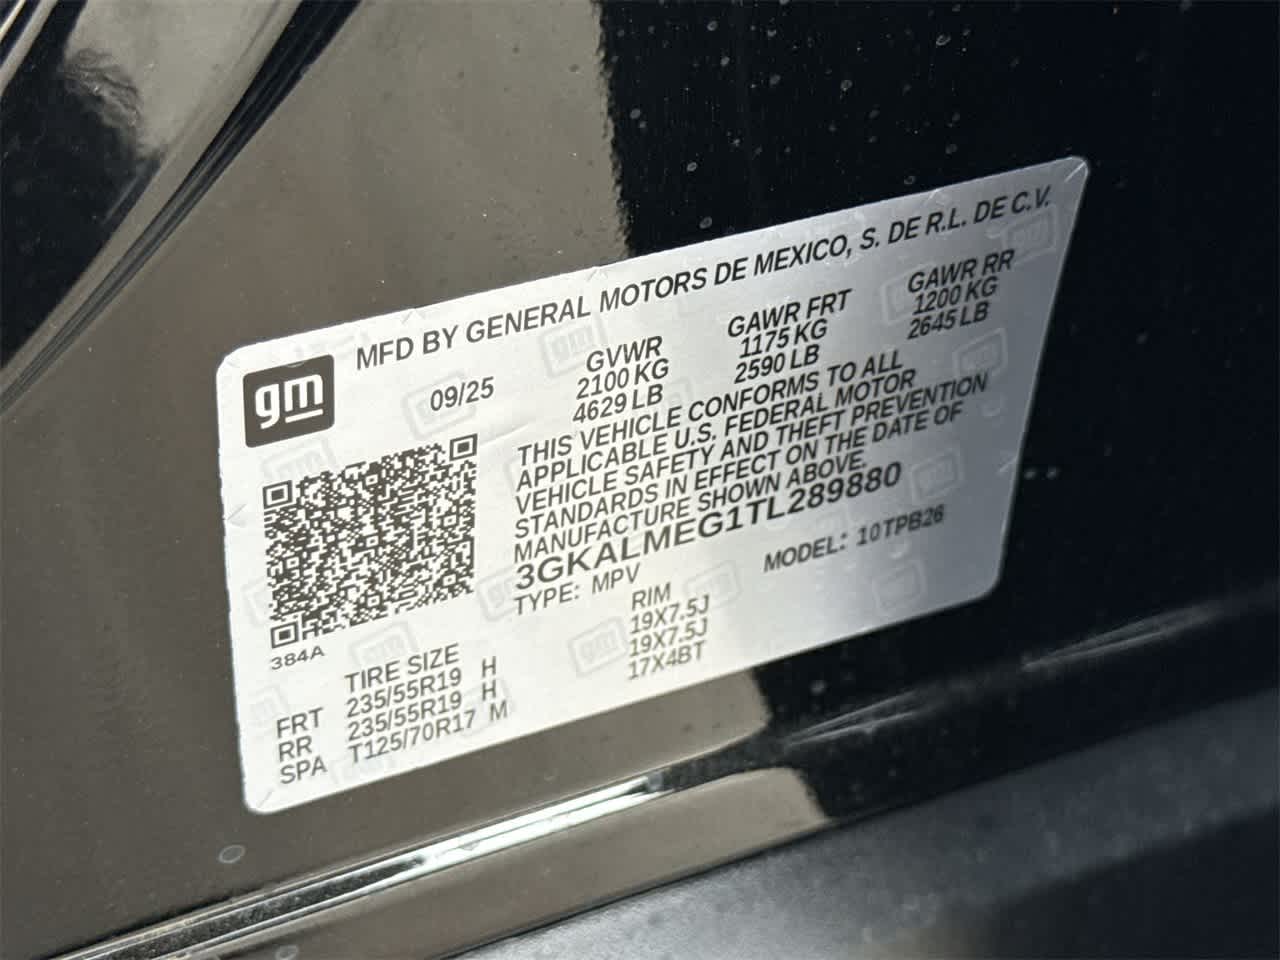 MFD BY GENERAL MOTORS DE MEXICO, S. DE R.L. DE C.V.
gm
09/25
GVWR GAWR FRT GAWR RR
2100 KG 1175 KG 1200 KG
4629 LB 2590 LB 2645 LB
THIS VEHICLE CONFORMS TO ALL
APPLICABLE U.S. FEDERAL MOTOR
VEHICLE SAFETY AND THEFT PREVENTION
STANDARDS IN EFFECT ON THE DATE OF
MANUFACTURE SHOWN ABOVE.
3GKALMEG1TL289880
TYPE: MPV MODEL: 10TPB26
384A
TIRE SIZE RIM
FRT 235/55R19 H 19X7.5J
RR 235/55R19 H 19X7.5J
SPA T125/70R17 M 17X4BT